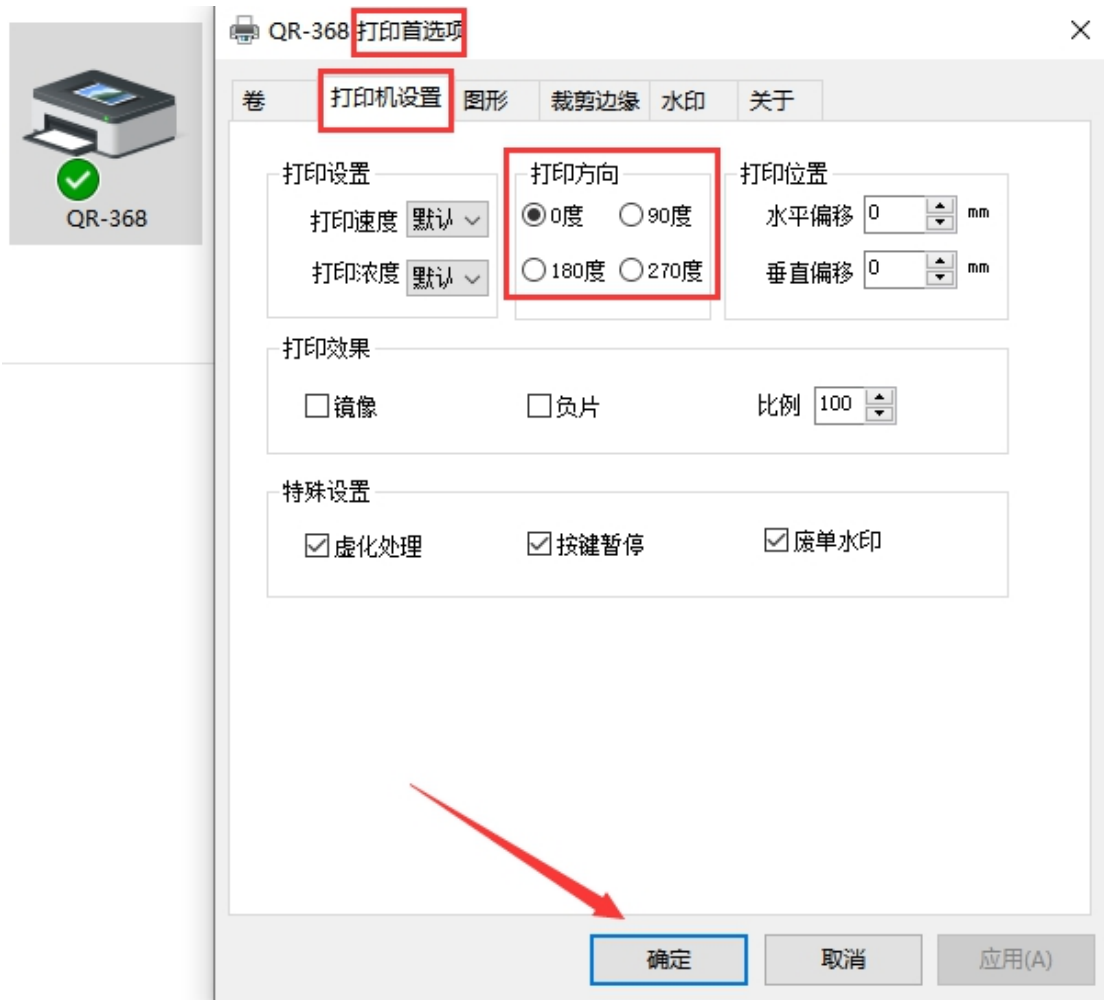 QR-368 打印首选项
QR-368
卷 打印机设置 图形 裁剪边缘 水印 关于
打印设置
打印速度 默认
打印浓度 默认
打印方向
0度 90度
180度 270度
打印位置
水平偏移 0 mm
垂直偏移 0 mm
打印效果
镜像 负片 比例 100
特殊设置
虚化处理 按键暂停 废单水印
确定 取消 应用(A)